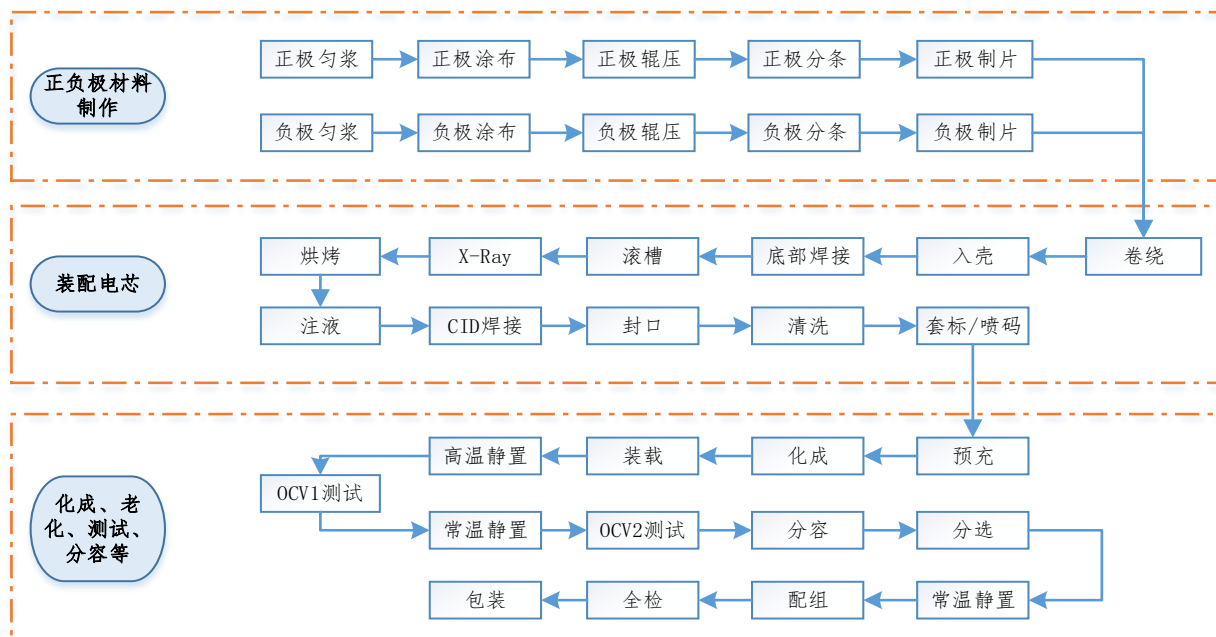 正负极材料
制作
正极匀浆
正极涂布
正极辊压
正极分条
正极制片
负极匀浆
负极涂布
负极辊压
负极分条
负极制片
装配电芯
烘烤
X-Ray
滚槽
底部焊接
入壳
卷绕
注液
CID焊接
封口
清洗
套标/喷码
化成、老
化、测试、
分容等
高温静置
装载
化成
预充
OCV1测试
常温静置
OCV2测试
分容
分选
包装
全检
配组
常温静置